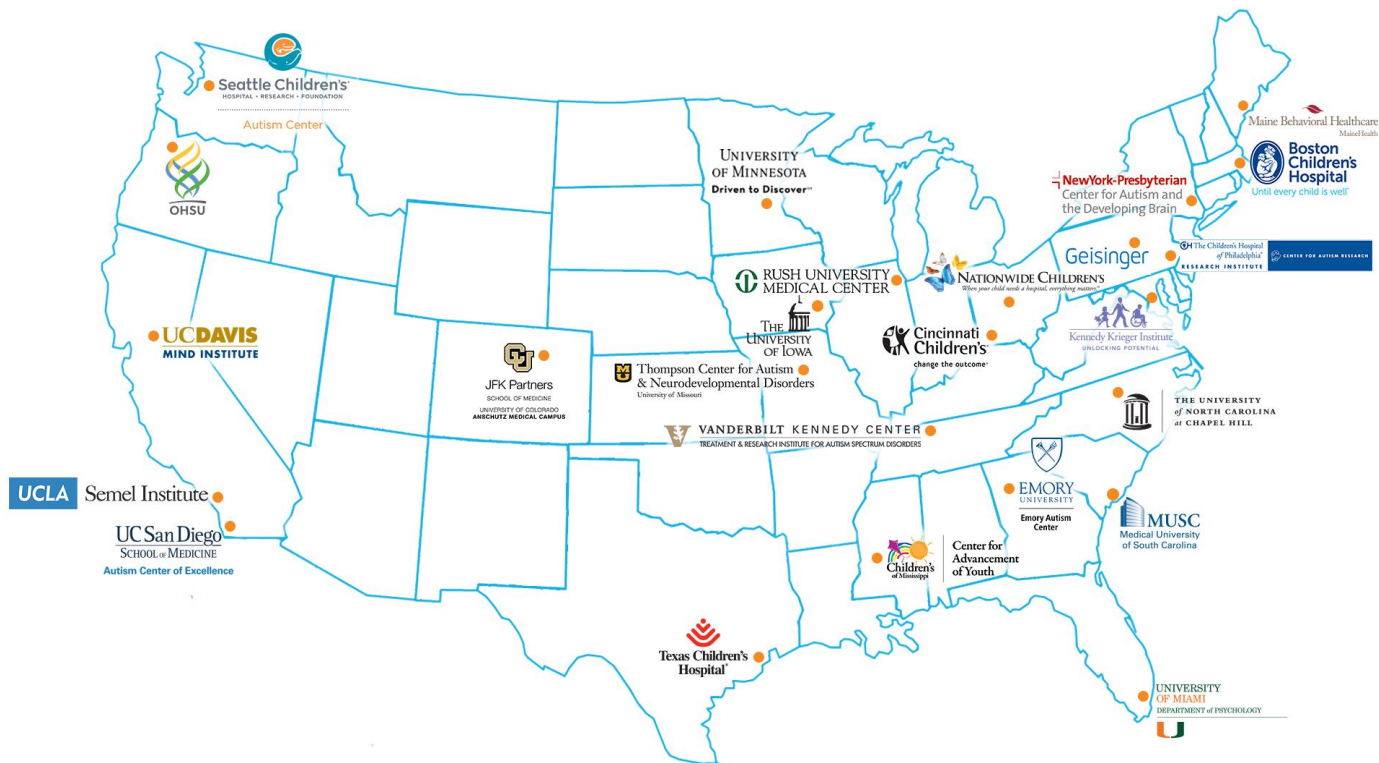 Seattle Children's
HOSPITAL • RESEARCH • FOUNDATION
Autism Center
OHSU
UNIVERSITY
OF MINNESOTA
Driven to Discover℠
Maine Behavioral Healthcare
MaineHealth
Boston
Children's
Hospital
Until every child is well
NewYork-Presbyterian
Center for Autism and
the Developing Brain
Geisinger
The Children's Hospital
of Philadelphia®
RESEARCH INSTITUTE
CENTER FOR AUTISM RESEARCH
RUSH UNIVERSITY
MEDICAL CENTER
NATIONWIDE CHILDREN'S
When your child needs a hospital, everything matters.
THE
UNIVERSITY
OF IOWA
Cincinnati
Children's
change the outcome
Kennedy Krieger Institute
UNLOCKING POTENTIAL
UCDAVIS
MIND INSTITUTE
CU
JFK Partners
SCHOOL OF MEDICINE
UNIVERSITY OF COLORADO
ANSCHUTZ MEDICAL CAMPUS
MU
Thompson Center for Autism
& Neurodevelopmental Disorders
University of Missouri
VANDERBILT KENNEDY CENTER
TREATMENT & RESEARCH INSTITUTE FOR AUTISM SPECTRUM DISORDERS
THE UNIVERSITY
of NORTH CAROLINA
at CHAPEL HILL
UCLA Semel Institute
UC San Diego
SCHOOL OF MEDICINE
Autism Center of Excellence
EMORY
UNIVERSITY
Emory Autism
Center
MUSC
Medical University
of South Carolina
Children's
of Mississippi
Center for
Advancement
of Youth
Texas Children's
Hospital®
UNIVERSITY
OF MIAMI
DEPARTMENT of PSYCHOLOGY
U